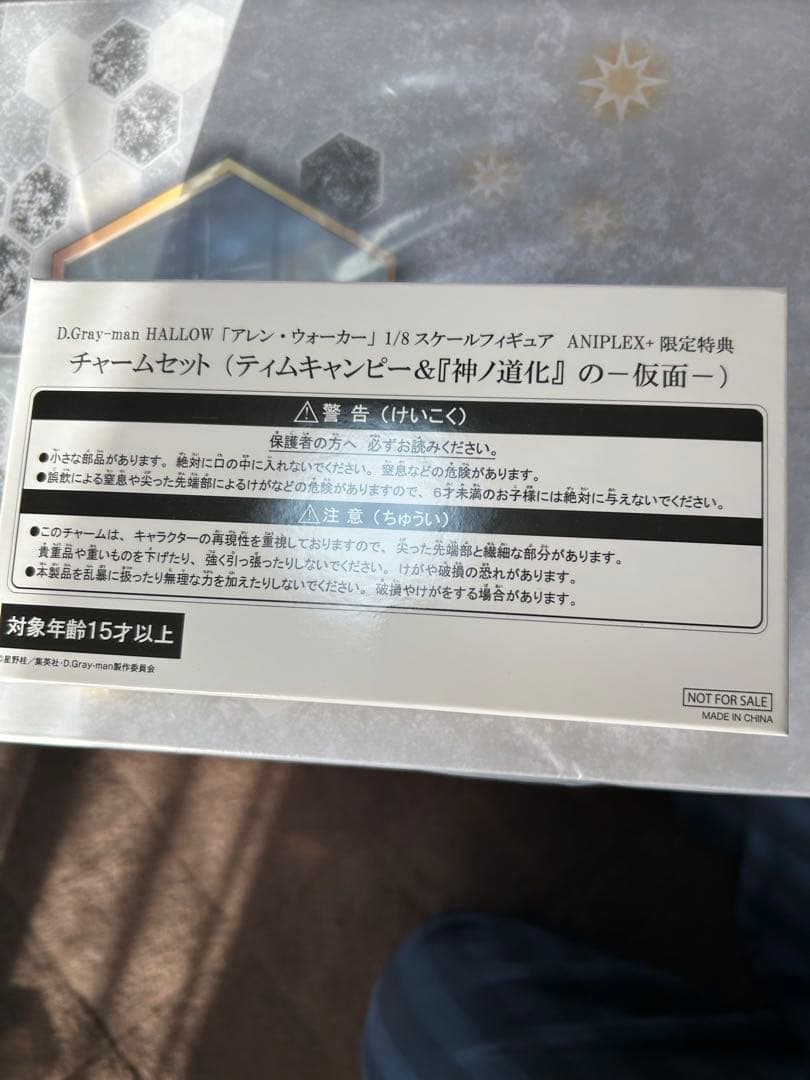 D.Gray-man HALLOW「アレン・ウォーカー」1/8 スケールフィギュア ANIPLEX+ 限定特典
チャームセット（ティムキャンピー&『神ノ道化』の－仮面－）
⚠警告（けいこく）
保護者の方へ 必ずお読みください。
●小さな部品があります。絶対に口の中に入れないでください。窒息などの危険があります。
●誤飲による窒息や尖った先端部によるけがなどの危険がありますので、6才未満のお子様には絶対に与えないでください。
⚠注意（ちゅうい）
●このチャームは、キャラクターの再現性を重視しておりますので、尖った先端部と繊細な部分があります。
貴重品や重いものを下げたり、強く引っ張ったりしないでください。けがや破損の恐れがあります。
●本製品を乱暴に扱ったり無理な力を加えたりしないでください。破損やけがをする場合があります。
対象年齢15才以上
©星野桂／集英社・D.Gray-man製作委員会
NOT FOR SALE
MADE IN CHINA